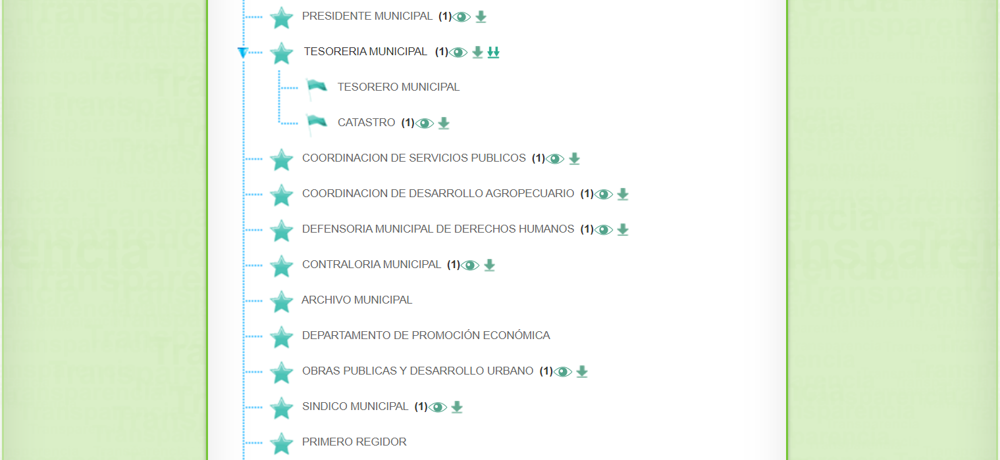 PRESIDENTE MUNICIPAL (1)
TESORERIA MUNICIPAL (1)
TESORERO MUNICIPAL
CATASTRO (1)
COORDINACION DE SERVICIOS PUBLICOS (1)
COORDINACION DE DESARROLLO AGROPECUARIO (1)
DEFENSORIA MUNICIPAL DE DERECHOS HUMANOS (1)
CONTRALORIA MUNICIPAL (1)
ARCHIVO MUNICIPAL
DEPARTAMENTO DE PROMOCIÓN ECONÓMICA
OBRAS PUBLICAS Y DESARROLLO URBANO (1)
SINDICO MUNICIPAL (1)
PRIMERO REGIDOR